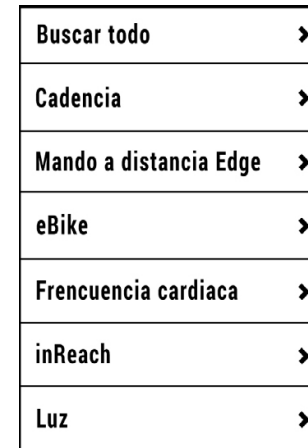 Buscar todo
Cadencia
Mando a distancia Edge
eBike
Frencuencia cardiaca
inReach
Luz